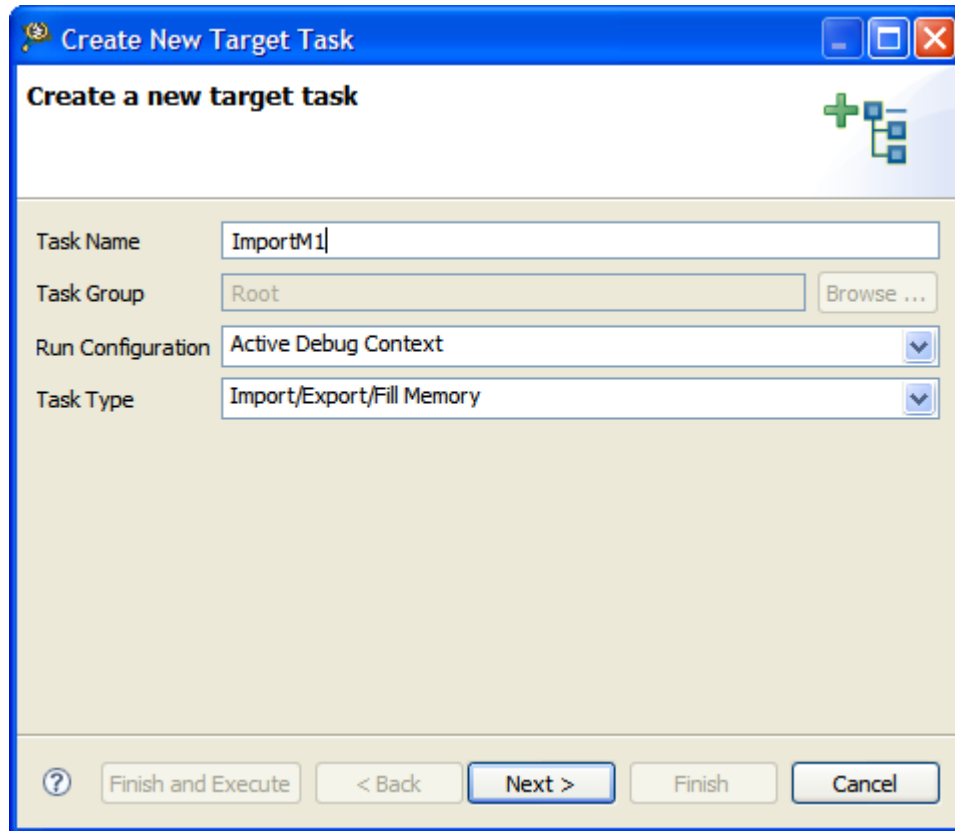 Create New Target Task
Create a new target task
Task Name ImportM1
Task Group Root Browse ...
Run Configuration Active Debug Context
Task Type Import/Export/Fill Memory
? Finish and Execute < Back Next > Finish Cancel